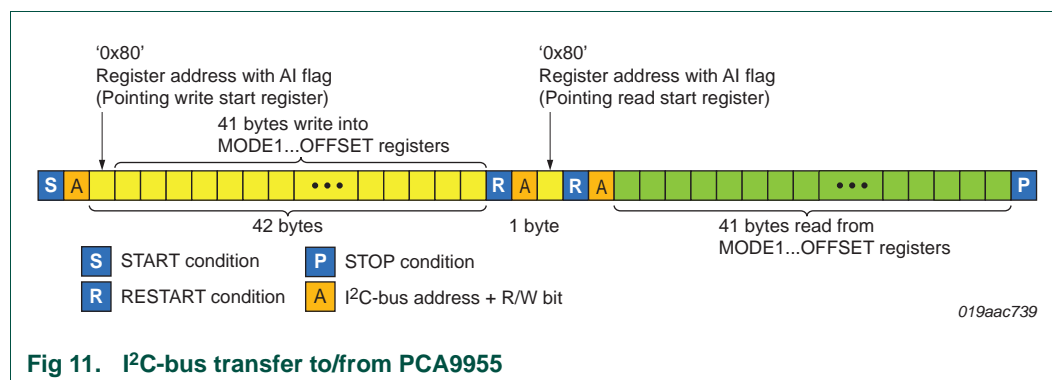 ‘0x80’
Register address with AI flag
(Pointing write start register)
‘0x80’
Register address with AI flag
(Pointing read start register)
41 bytes write into
MODE1...OFFSET registers
S A ••• R A R A ••• P
42 bytes
1 byte
41 bytes read from
MODE1...OFFSET registers
S START condition
P STOP condition
R RESTART condition
A I²C-bus address + R/W bit
019aac739
Fig 11. I²C-bus transfer to/from PCA9955